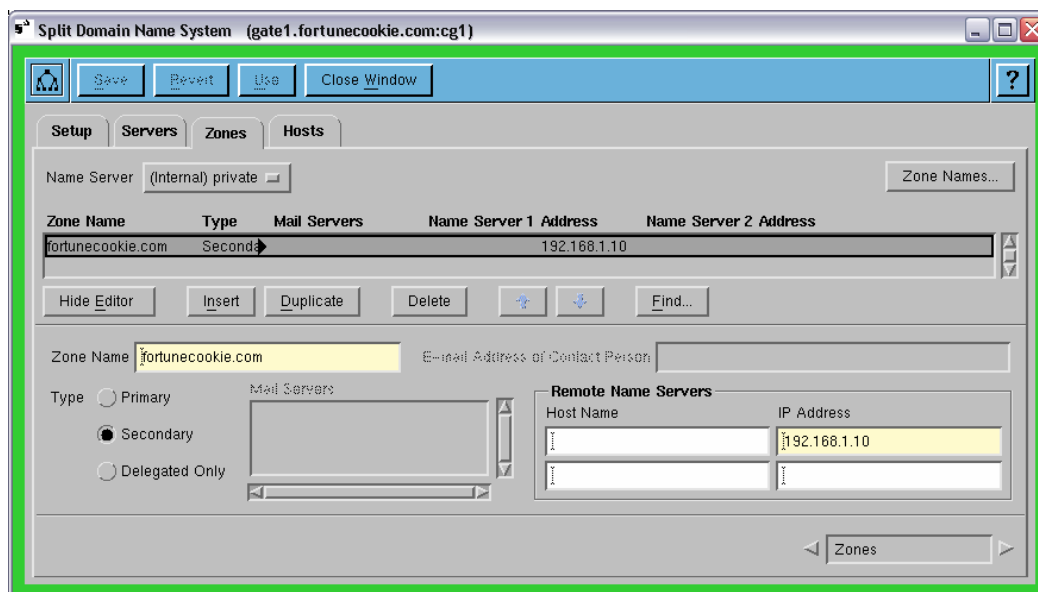 Split Domain Name System (gate1.fortunecookie.com:cg1)
Save Revert Use Close Window ?
Setup Servers Zones Hosts
Name Server (Internal) private Zone Names...
Zone Name Type Mail Servers Name Server 1 Address Name Server 2 Address
fortunecookie.com Seconda 192.168.1.10
Hide Editor Insert Duplicate Delete Find...
Zone Name fortunecookie.com E-mail Address of Contact Person
Type Primary Mail Servers Remote Name Servers
Host Name IP Address
Secondary 192.168.1.10
Delegated Only
Zones